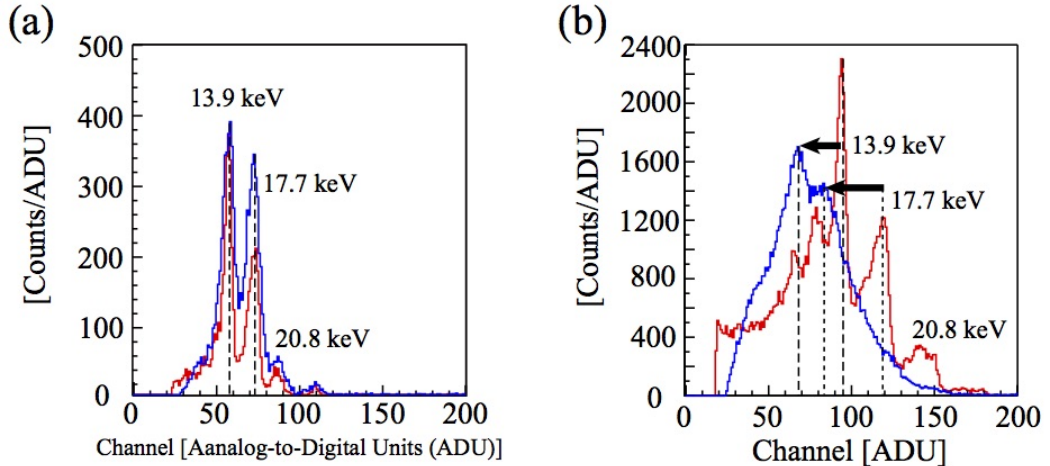 (a)
500
400
300
200
100
0
[Counts/ADU]
13.9 keV
17.7 keV
20.8 keV
0 50 100 150 200
Channel [Aanalog-to-Digital Units (ADU)]
(b)
2400
2000
1600
1200
800
400
0
[Counts/ADU]
13.9 keV
17.7 keV
20.8 keV
0 50 100 150 200
Channel [ADU]